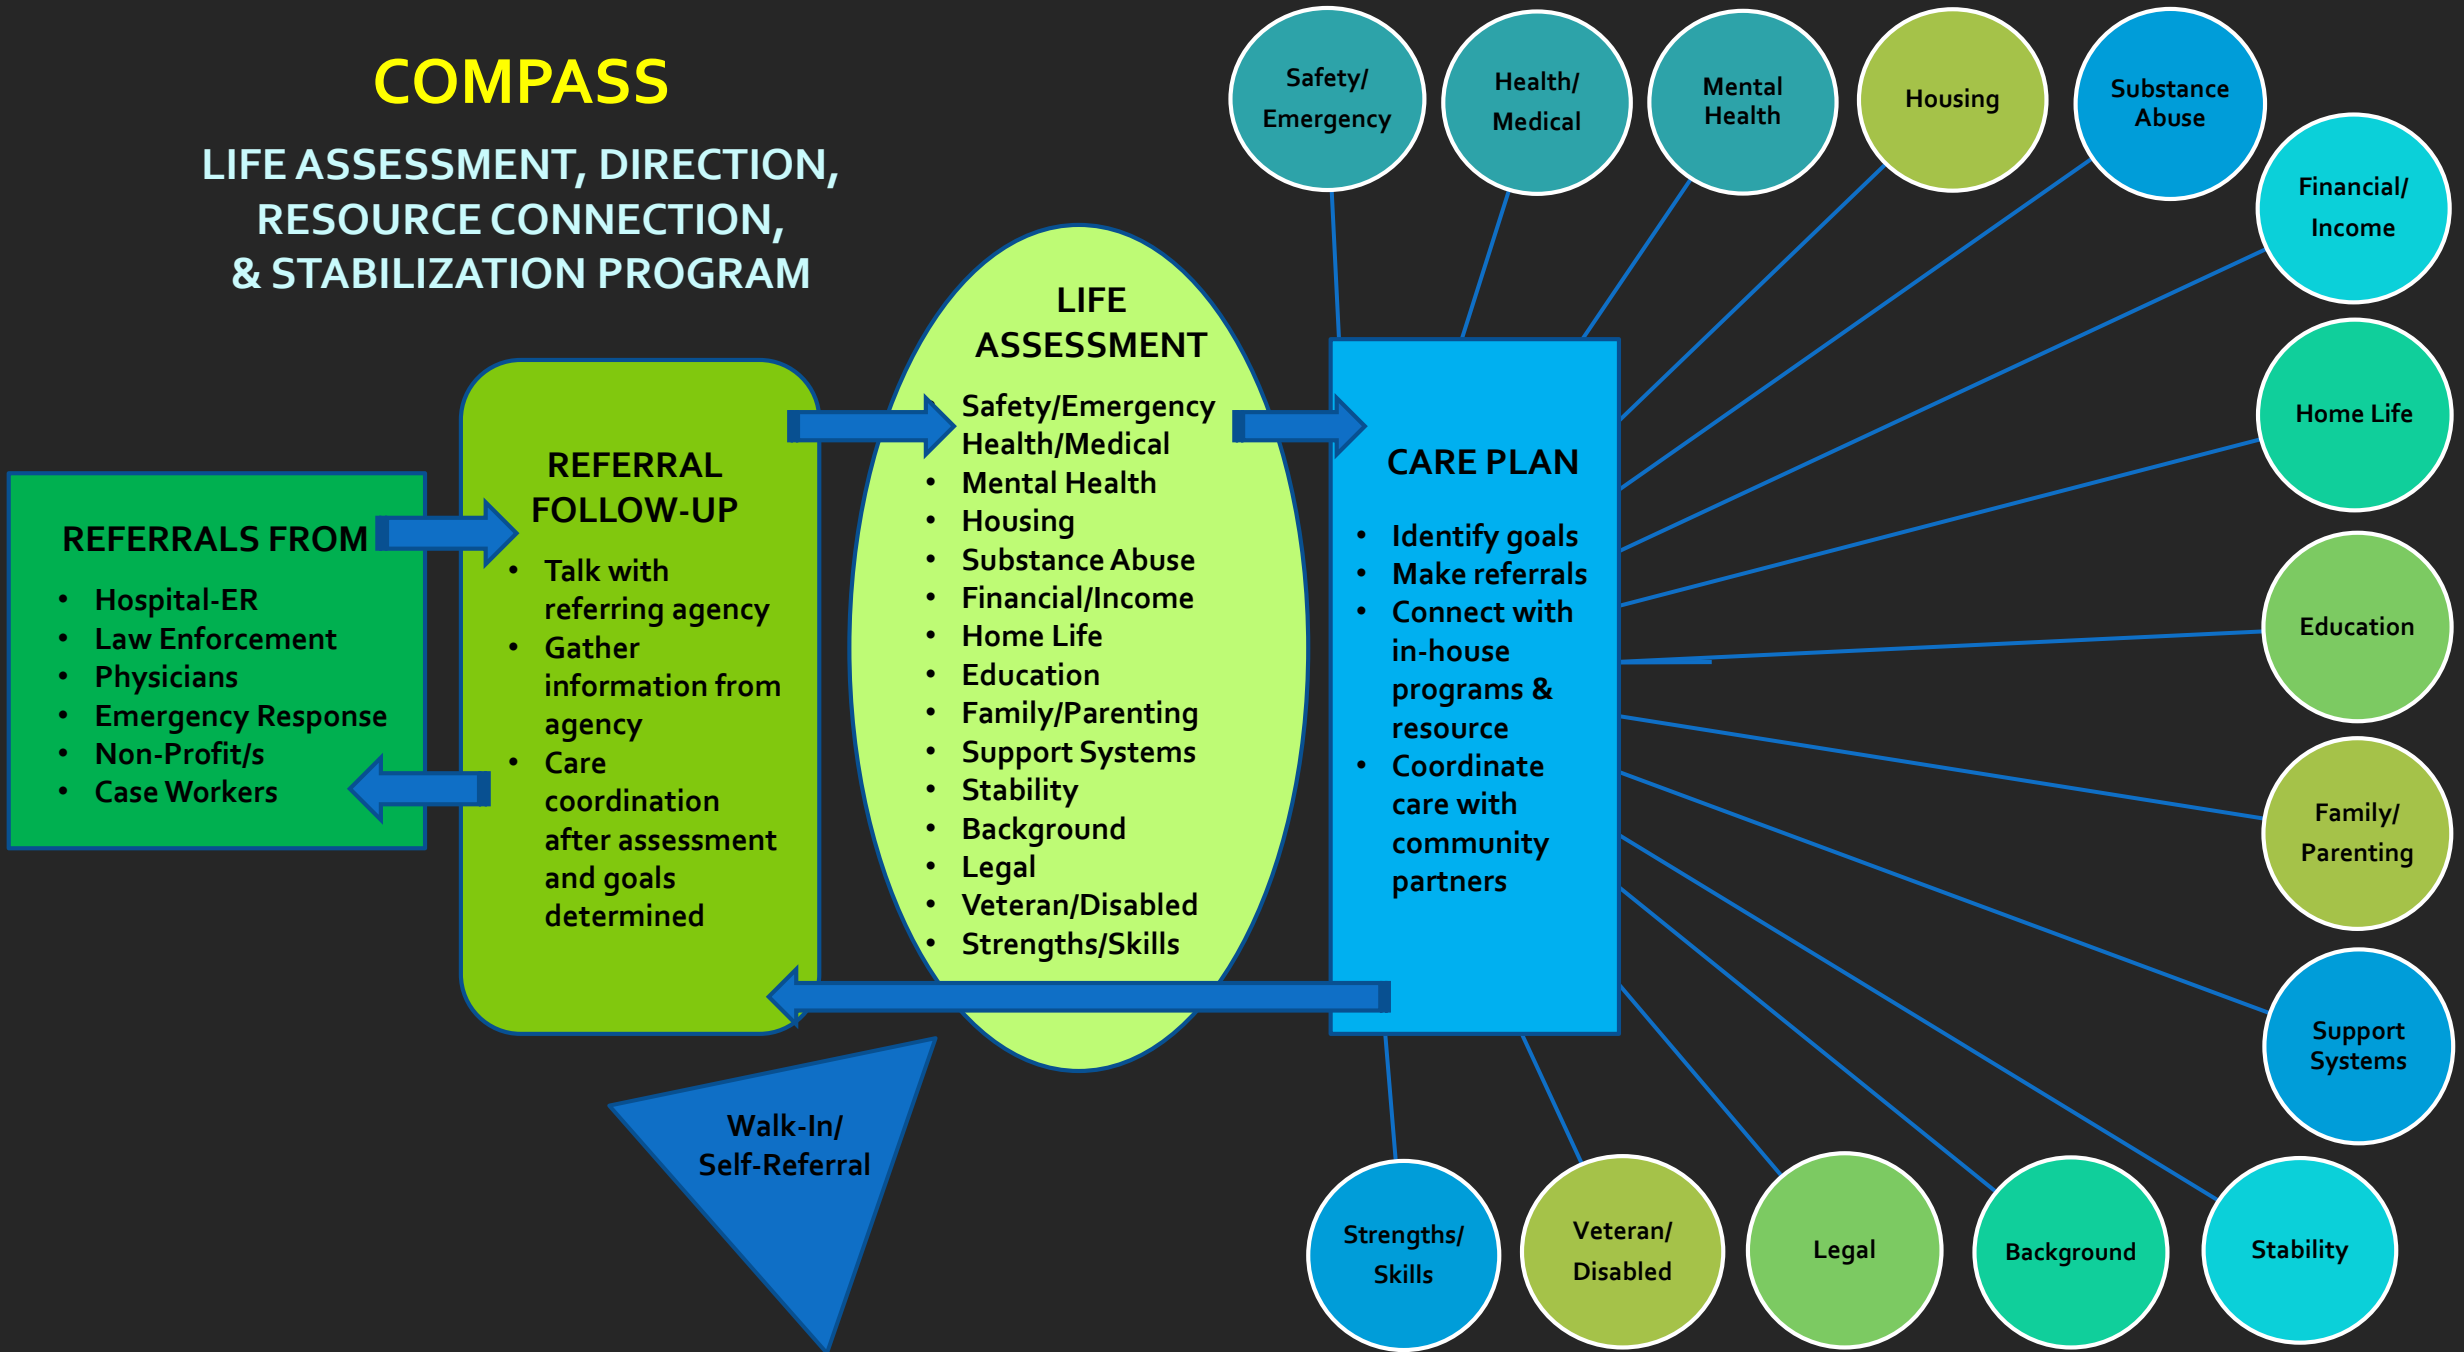 COMPASS
LIFE ASSESSMENT, DIRECTION,
RESOURCE CONNECTION,
& STABILIZATION PROGRAM
REFERRALS FROM
• Hospital-ER
• Law Enforcement
• Physicians
• Emergency Response
• Non-Profit/s
• Case Workers
REFERRAL
FOLLOW-UP
• Talk with
referring agency
• Gather
information from
agency
• Care
coordination
after assessment
and goals
determined
Walk-In/
Self-Referral
LIFE
ASSESSMENT
Safety/Emergency
Health/Medical
• Mental Health
• Housing
• Substance Abuse
• Financial/Income
• Home Life
• Education
• Family/Parenting
• Support Systems
• Stability
• Background
• Legal
• Veteran/Disabled
• Strengths/Skills
CARE PLAN
• Identify goals
• Make referrals
• Connect with
in-house
programs &
resource
• Coordinate
care with
community
partners
Safety/
Emergency
Health/
Medical
Mental
Health
Housing
Substance
Abuse
Financial/
Income
Home Life
Education
Family/
Parenting
Support
Systems
Stability
Background
Legal
Veteran/
Disabled
Strengths/
Skills